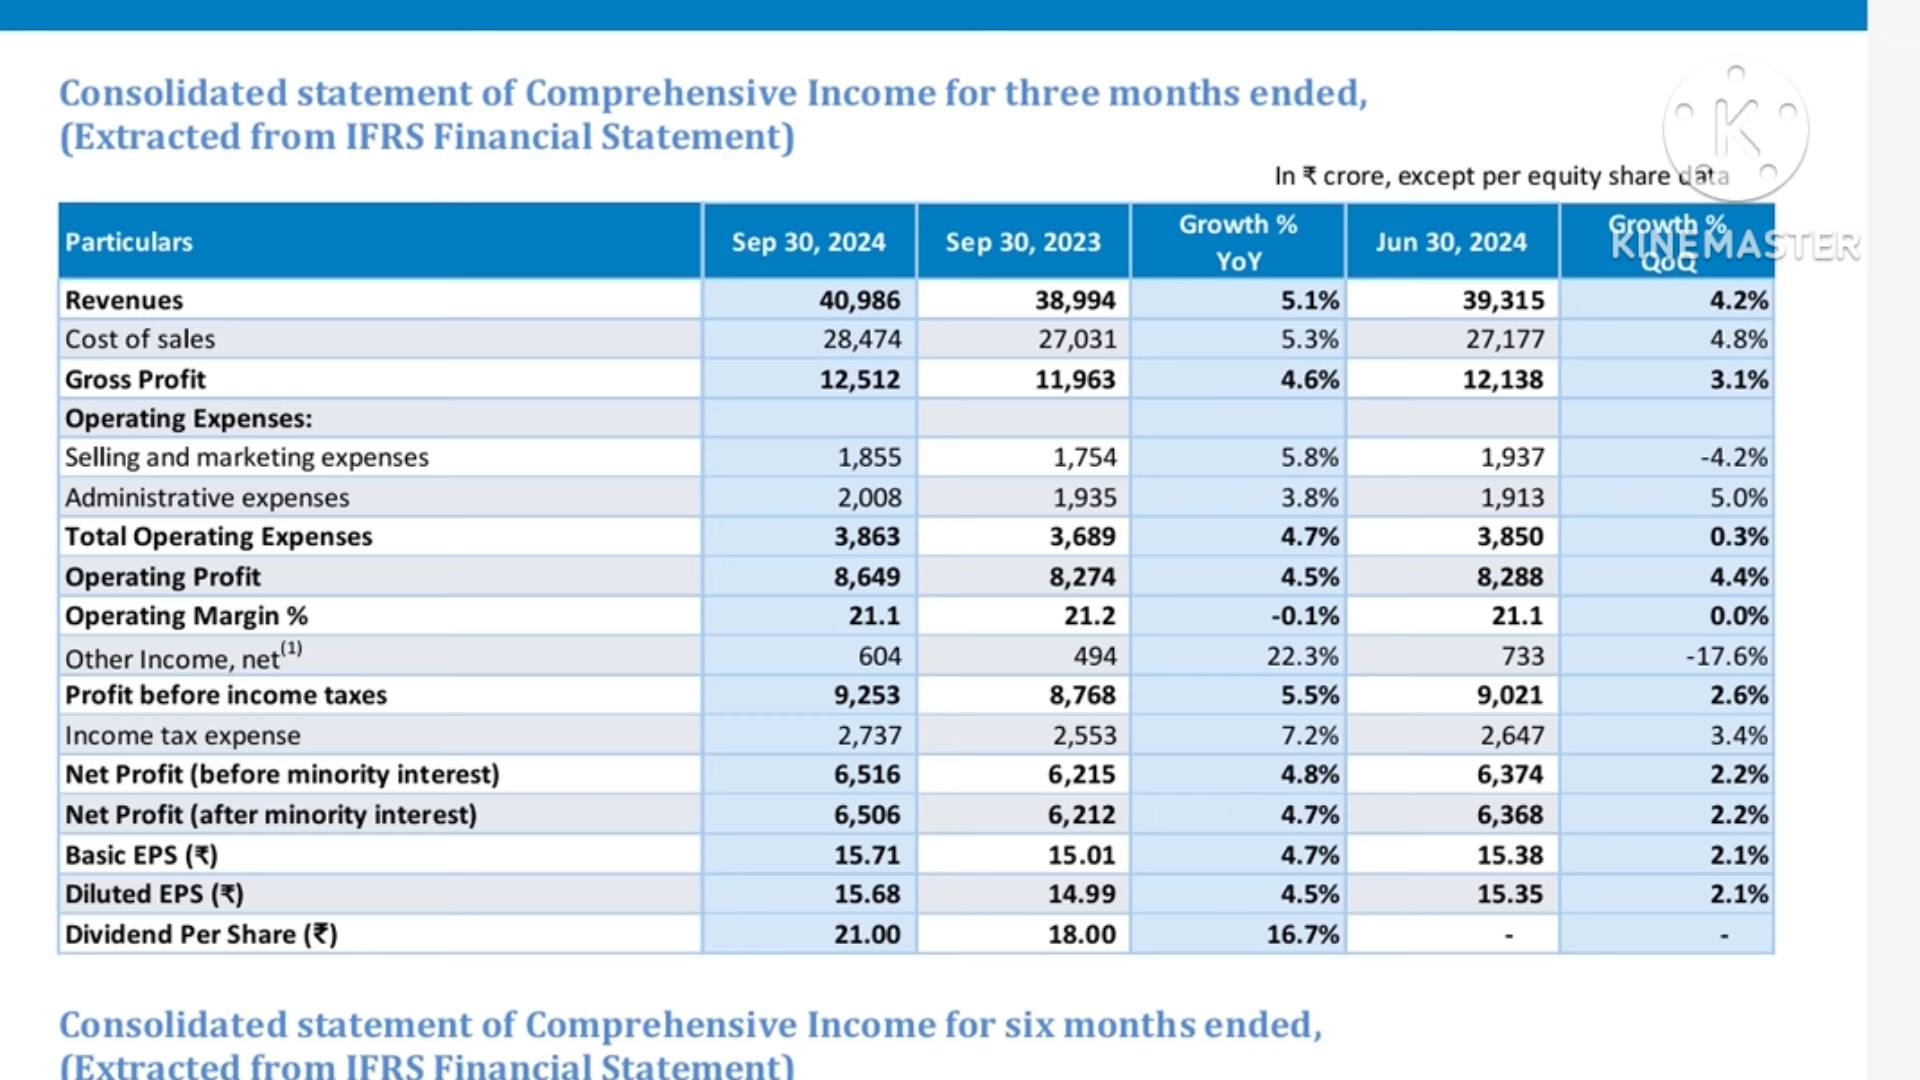 Consolidated statement of Comprehensive Income for three months ended,
(Extracted from IFRS Financial Statement)
In ₹ crore, except per equity share data
Particulars Sep 30, 2024 Sep 30, 2023 Growth % YoY Jun 30, 2024 Growth % QoQ
K
KINEMASTER
Revenues 40,986 38,994 5.1% 39,315 4.2%
Cost of sales 28,474 27,031 5.3% 27,177 4.8%
Gross Profit 12,512 11,963 4.6% 12,138 3.1%
Operating Expenses:
Selling and marketing expenses 1,855 1,754 5.8% 1,937 -4.2%
Administrative expenses 2,008 1,935 3.8% 1,913 5.0%
Total Operating Expenses 3,863 3,689 4.7% 3,850 0.3%
Operating Profit 8,649 8,274 4.5% 8,288 4.4%
Operating Margin % 21.1 21.2 -0.1% 21.1 0.0%
Other Income, net(1) 604 494 22.3% 733 -17.6%
Profit before income taxes 9,253 8,768 5.5% 9,021 2.6%
Income tax expense 2,737 2,553 7.2% 2,647 3.4%
Net Profit (before minority interest) 6,516 6,215 4.8% 6,374 2.2%
Net Profit (after minority interest) 6,506 6,212 4.7% 6,368 2.2%
Basic EPS (₹) 15.71 15.01 4.7% 15.38 2.1%
Diluted EPS (₹) 15.68 14.99 4.5% 15.35 2.1%
Dividend Per Share (₹) 21.00 18.00 16.7% - -
Consolidated statement of Comprehensive Income for six months ended,
(Extracted from IFRS Financial Statement)